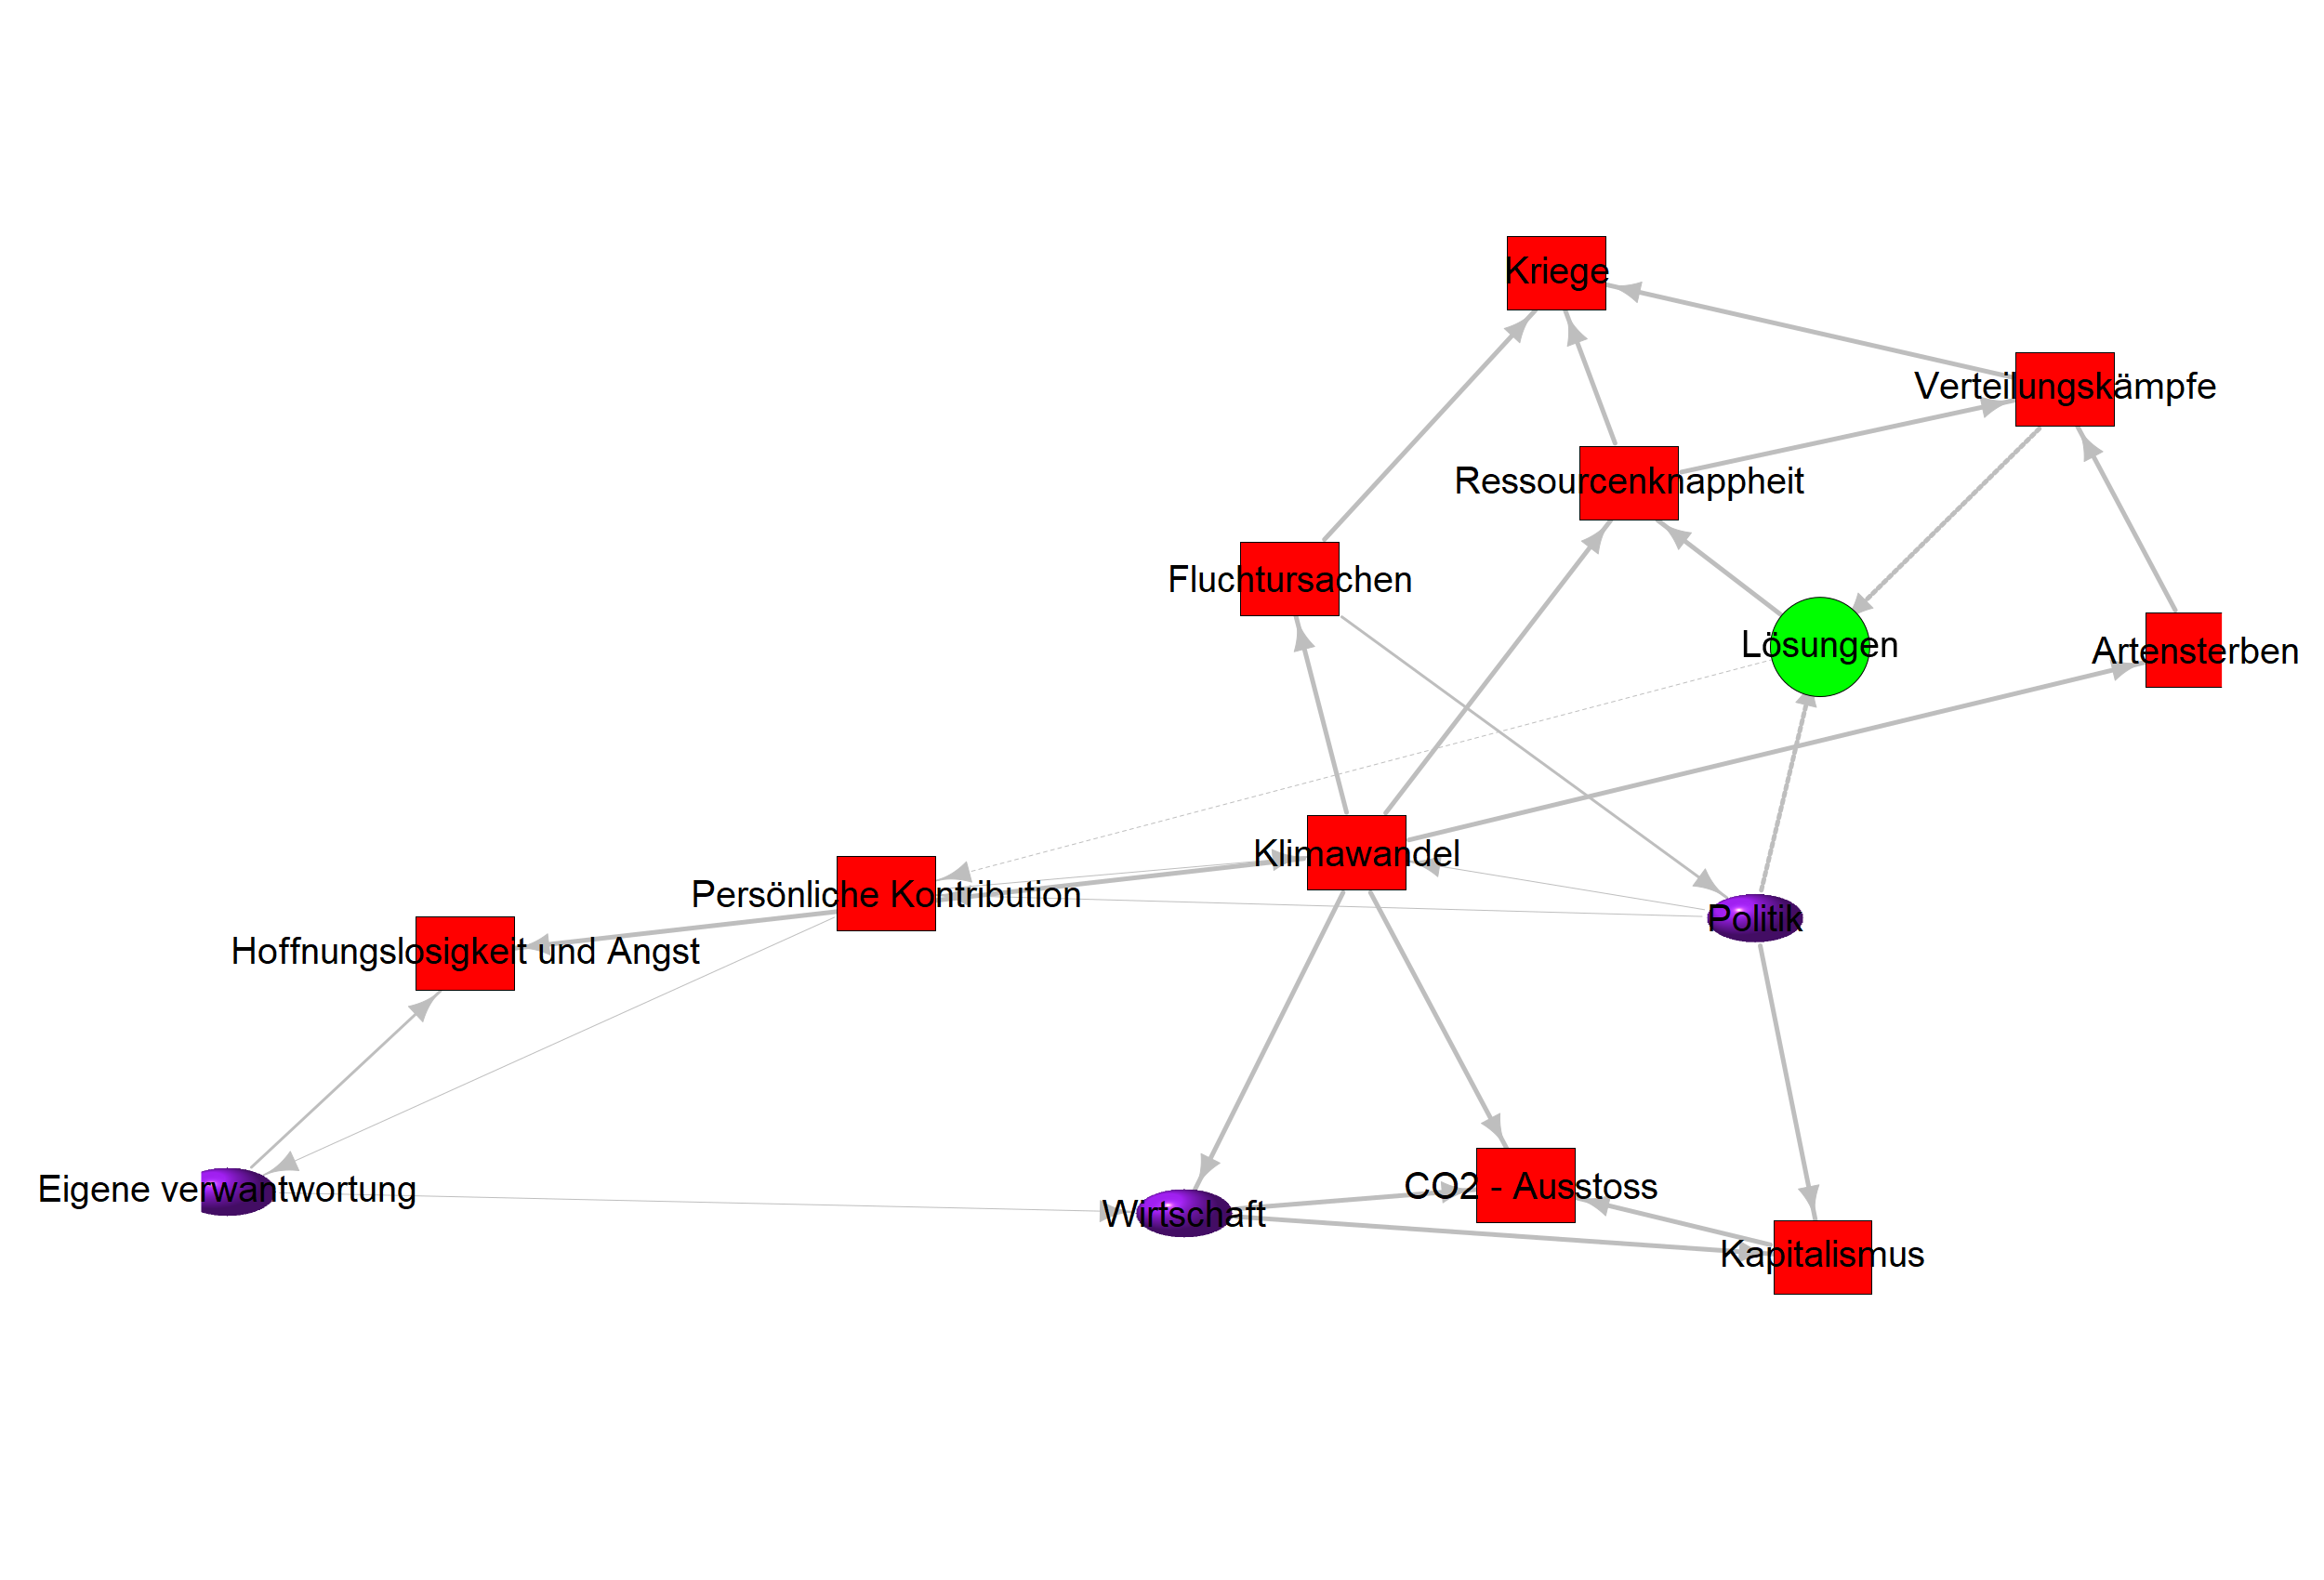 Kriege
Verteilungskämpfe
Ressourcenknappheit
Fluchtursachen
Lösungen
Artensterben
Klimawandel
Persönliche Kontribution
Politik
Hoffnungslosigkeit und Angst
Eigene verwantwortung
CO2 - Ausstoss
Wirtschaft
Kapitalismus